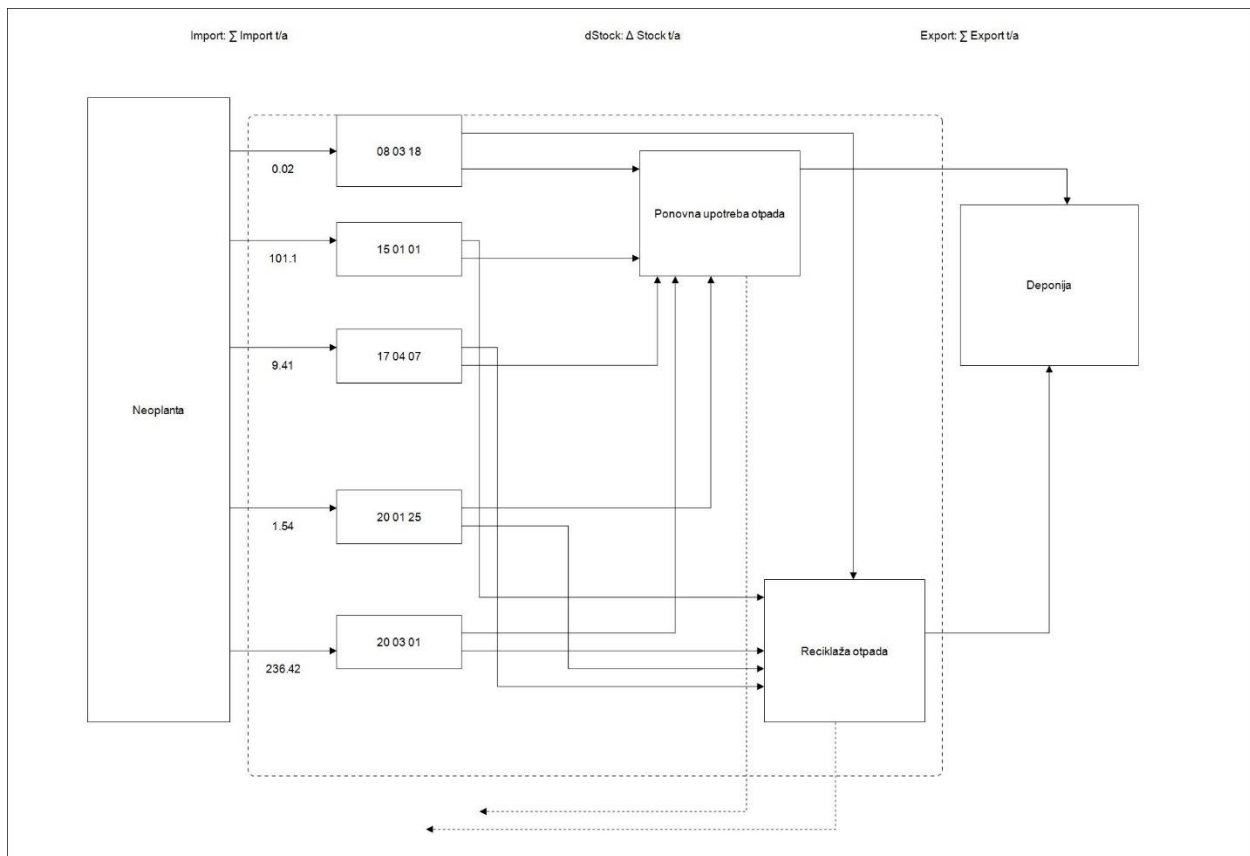 Import: ∑ Import t/a
dStock: Δ Stock t/a
Export: ∑ Export t/a
08 03 18
0.02
Ponovna upotreba otpada
15 01 01
101.1
Deponija
17 04 07
9.41
Neoplanta
20 01 25
1.54
20 03 01
Reciklaža otpada
236.42